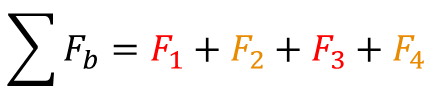 ∑ F_b = F_1 + F_2 + F_3 + F_4